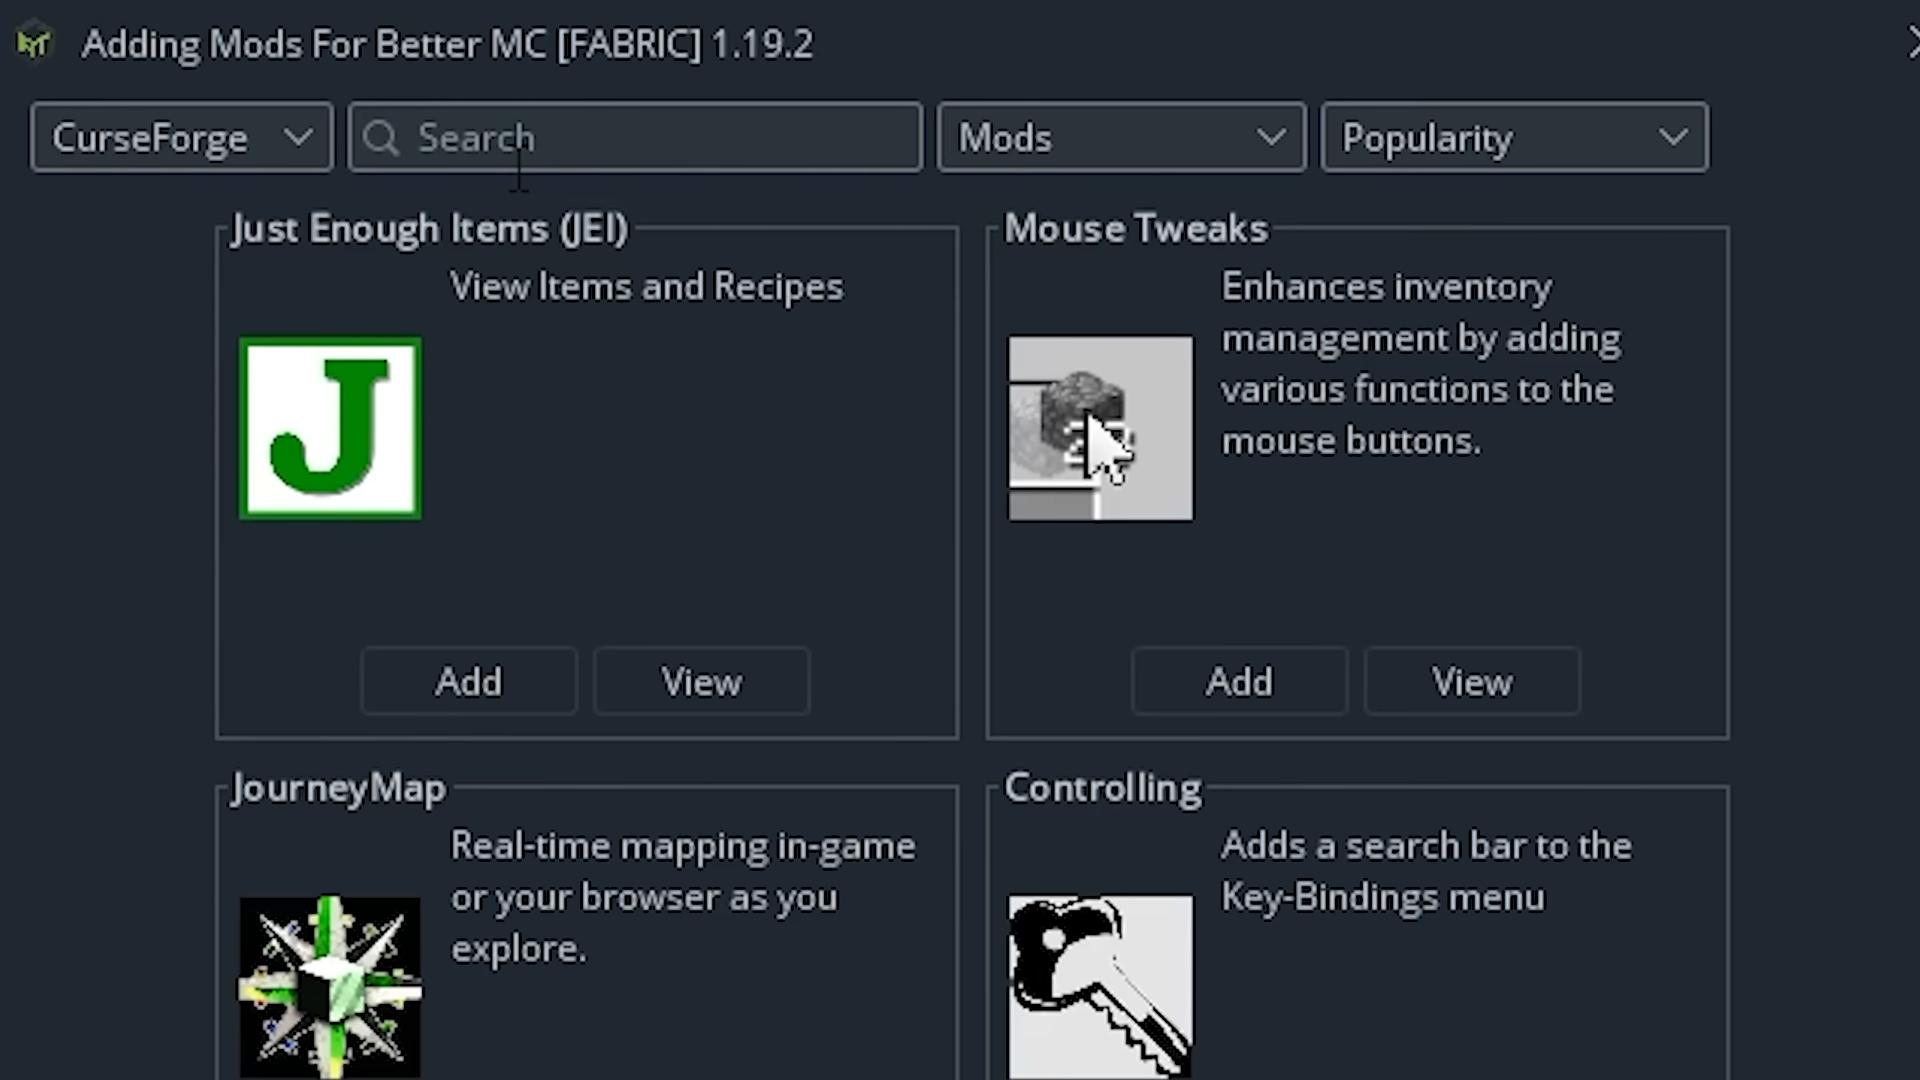 Adding Mods For Better MC [FABRIC] 1.19.2
CurseForge
Search
Mods
Popularity
Just Enough Items (JEI)
View Items and Recipes
J
Add
View
Mouse Tweaks
Enhances inventory
management by adding
various functions to the
mouse buttons.
Add
View
JourneyMap
Real-time mapping in-game
or your browser as you
explore.
Controlling
Adds a search bar to the
Key-Bindings menu